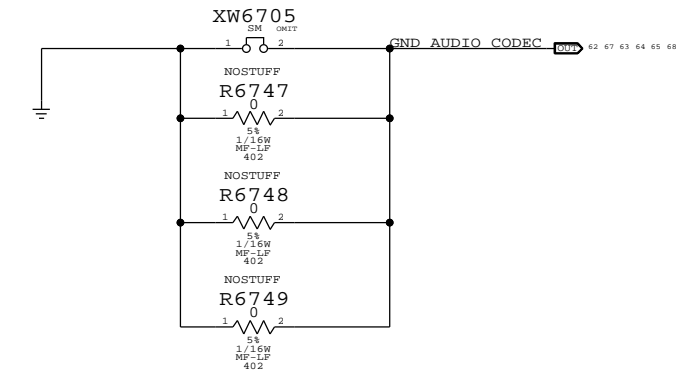 XW6705
SM OMIT
1 2
GND AUDIO CODEC OUT 62 67 63 64 65 68
NOSTUFF
R6747
0
1 2
5%
1/16W
MF-LF
402
NOSTUFF
R6748
0
1 2
5%
1/16W
MF-LF
402
NOSTUFF
R6749
0
1 2
5%
1/16W
MF-LF
402